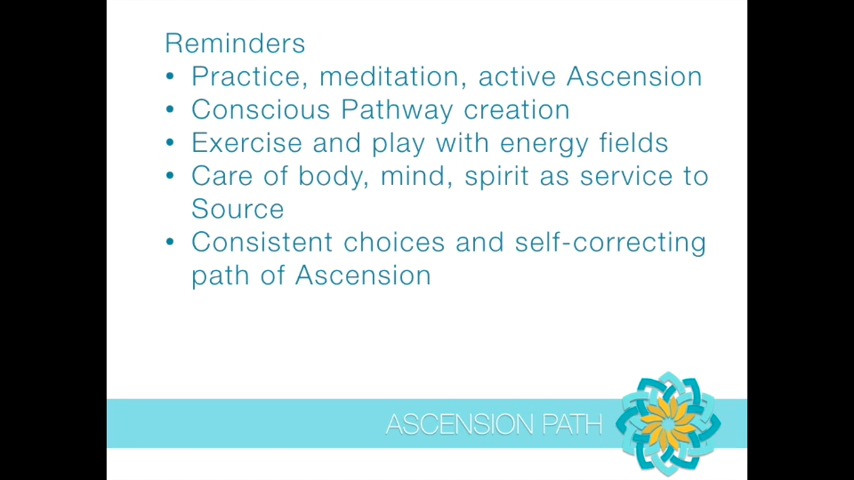 Reminders
• Practice, meditation, active Ascension
• Conscious Pathway creation
• Exercise and play with energy fields
• Care of body, mind, spirit as service to
Source
• Consistent choices and self-correcting
path of Ascension
ASCENSION PATH